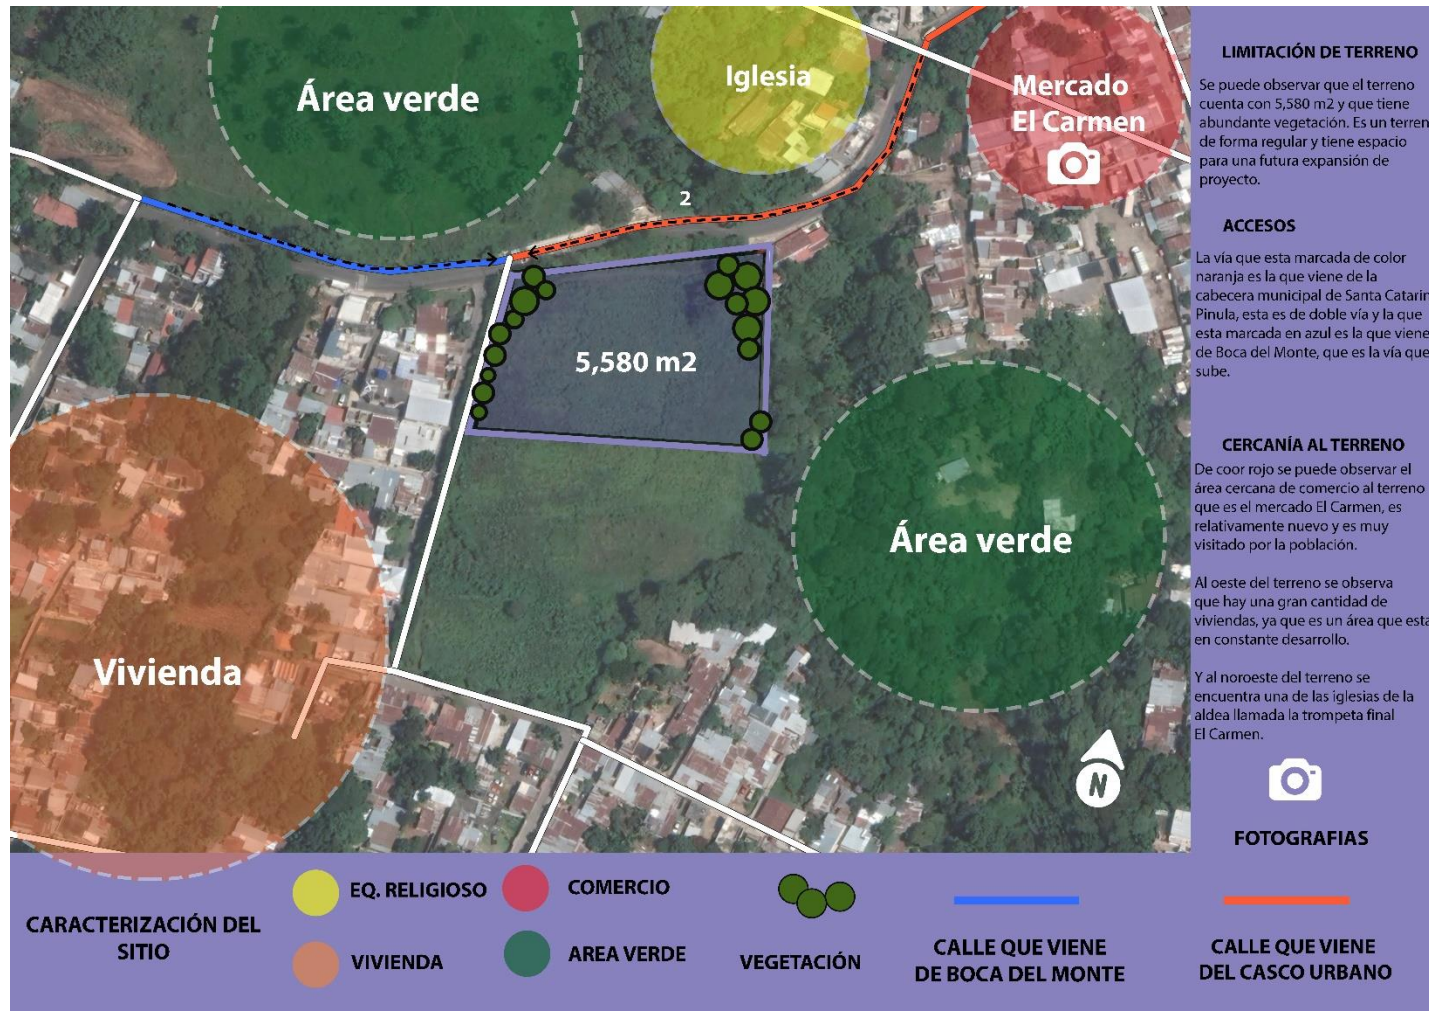 Área verde
Iglesia
Mercado
El Carmen
2
5,580 m2
Área verde
Vivienda
N
LIMITACIÓN DE TERRENO
Se puede observar que el terreno
cuenta con 5,580 m2 y que tiene
abundante vegetación. Es un terren
de forma regular y tiene espacio
para una futura expansión de
proyecto.
ACCESOS
La vía que esta marcada de color
naranja es la que viene de la
cabecera municipal de Santa Catarin
Pinula, esta es de doble vía y la que
esta marcada en azul es la que viene
de Boca del Monte, que es la vía que
sube.
CERCANÍA AL TERRENO
De coor rojo se puede observar el
área cercana de comercio al terreno
que es el mercado El Carmen, es
relativamente nuevo y es muy
visitado por la población.
Al oeste del terreno se observa
que hay una gran cantidad de
viviendas, ya que es un área que esta
en constante desarrollo.
Y al noroeste del terreno se
encuentra una de las iglesias de la
aldea llamada la trompeta final
El Carmen.
FOTOGRAFIAS
CARACTERIZACIÓN DEL
SITIO
EQ. RELIGIOSO
VIVIENDA
COMERCIO
AREA VERDE
VEGETACIÓN
CALLE QUE VIENE
DE BOCA DEL MONTE
CALLE QUE VIENE
DEL CASCO URBANO